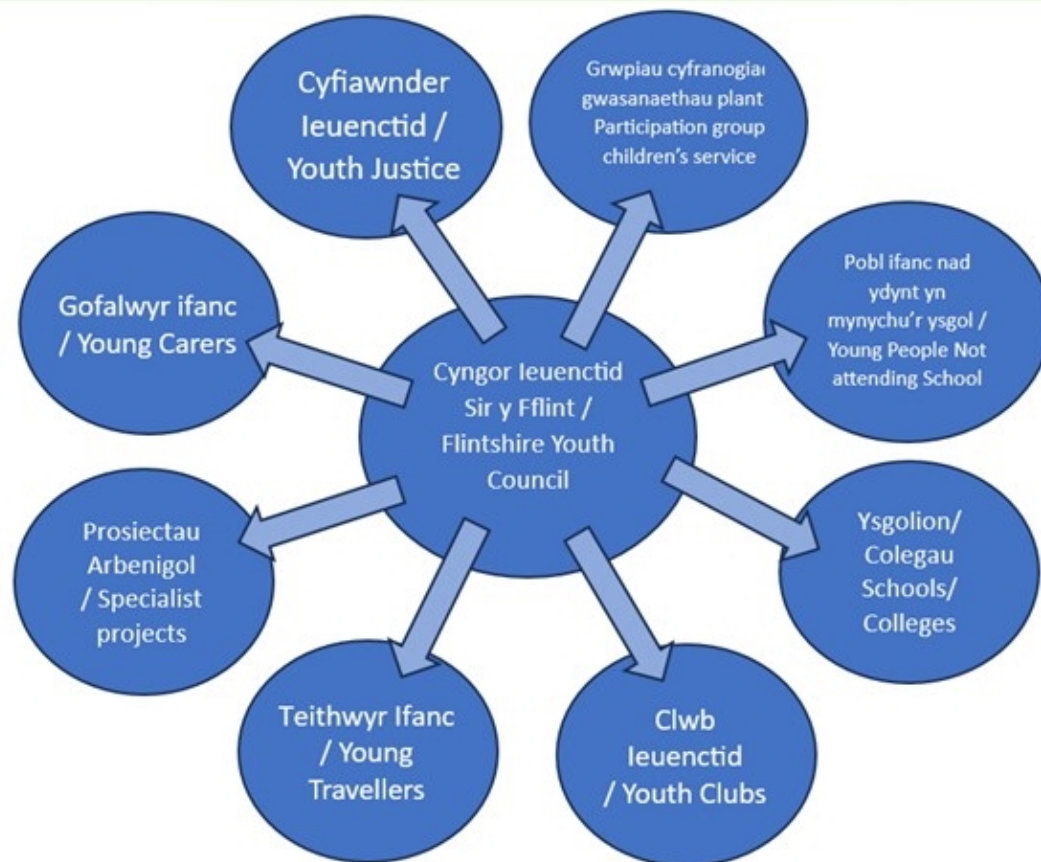 Cyfiawnder
Ieuenctid /
Youth Justice
Grwpiau
gwasanaethau plant
Participation group
children's service
Pobl ifanc nad
ydynt yn
mynychu'r ysgol /
Young People Not
attending School
Ysgolion/
Colegau
Schools/
Colleges
Clwb
Ieuenctid
/ Youth Clubs
Teithwyr Ifanc
/ Young
Travellers
Prosiectau
Arbenigol
/ Specialist
projects
Gofalwyr ifanc
/ Young Carers
Cyngor Ieuenctid
Sir y Fflint /
Flintshire Youth
Council